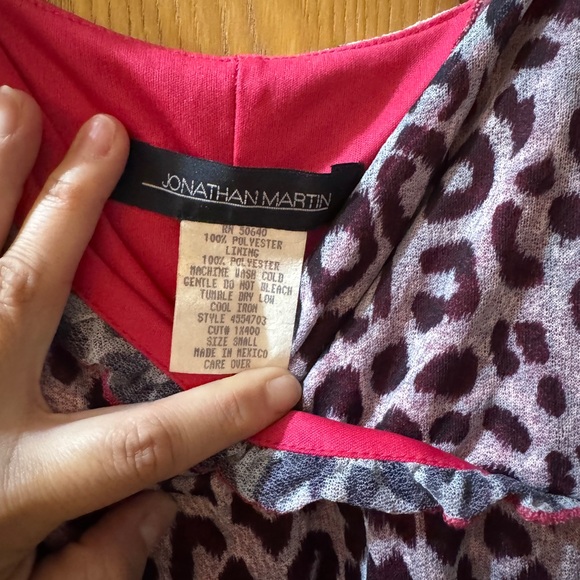 JONATHAN MARTIN
RN 50640
100% POLYESTER
LINING
100% POLYESTER
MACHINE WASH COLD
GENTLE DO NOT BLEACH
TUMBLE DRY LOW
COOL IRON
STYLE 4554703
CUT# 1X400
SIZE SMALL
MADE IN MEXICO
CARE OVER